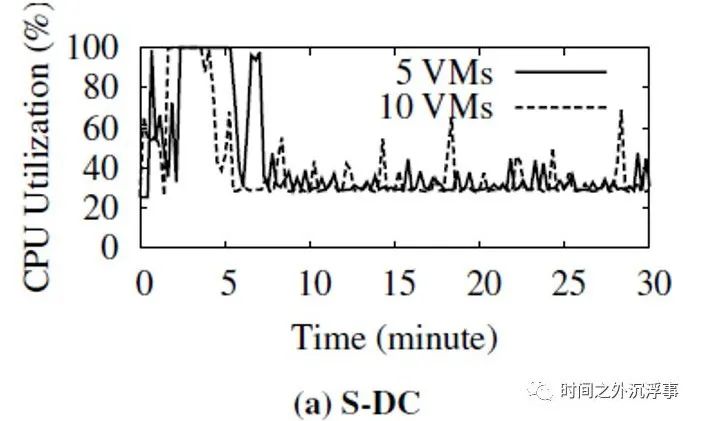 CPU Utilization (%)
100
80
60
40
20
0
5 VMs
10 VMs
0 5 10 15 20 25 30
Time (minute)
(a) S-DC
时间之外沉浮事